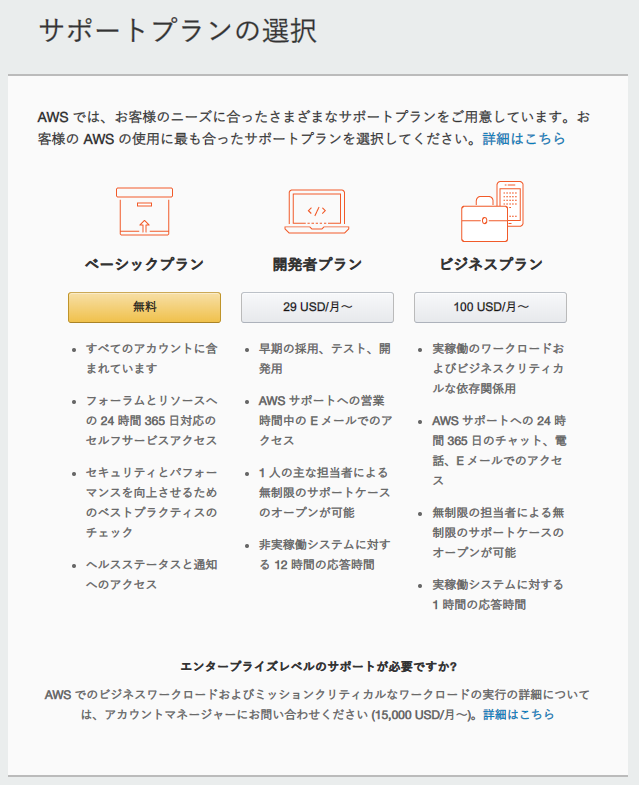 サポートプランの選択
AWS では、お客様のニーズに合ったさまざまなサポートプランをご用意しています。お
客様の AWS の使用に最も合ったサポートプランを選択してください。詳細はこちら
</>
ベーシックプラン
無料
すべてのアカウントに含
まれています
フォーラムとリソースへ
の 24 時間 365 日対応の
セルフサービスアクセス
セキュリティとパフォー
マンスを向上させるため
のベストプラクティスの
チェック
ヘルスステータスと通知
へのアクセス
開発者プラン
29 USD/月～
早期の採用、テスト、開
発用
AWS サポートへの営業
時間中の E メールでのア
クセス
1 人の主な担当者による
無制限のサポートケース
のオープンが可能
非実稼働システムに対す
る 12 時間の応答時間
ビジネスプラン
100 USD/月～
実稼働のワークロードお
よびビジネスクリティカ
ルな依存関係用
AWS サポートへの 24 時
間 365 日のチャット、電
話、E メールでのアクセ
ス
無制限の担当者による無
制限のサポートケースの
オープンが可能
実稼働システムに対する
1 時間の応答時間
エンタープライズレベルのサポートが必要ですか?
AWS でのビジネスワークロードおよびミッションクリティカルなワークロードの実行の詳細について
は、アカウントマネージャーにお問い合わせください (15,000 USD/月～)。詳細はこちら